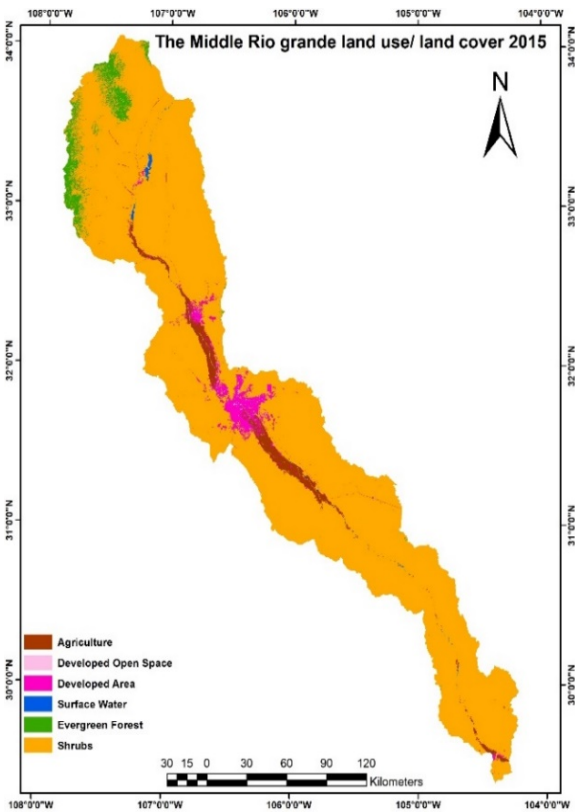 108°0'0"W 107°0'0"W 106°0'0"W 105°0'0"W 104°0'0"W
The Middle Rio grande land use/ land cover 2015
N
34°0'0"N
33°0'0"N
32°0'0"N
31°0'0"N
30°0'0"N
34°0'0"N
33°0'0"N
32°0'0"N
31°0'0"N
30°0'0"N
Agriculture
Developed Open Space
Developed Area
Surface Water
Evergreen Forest
Shrubs
30 15 0 30 60 90 120
Kilometers
108°0'0"W 107°0'0"W 106°0'0"W 105°0'0"W 104°0'0"W